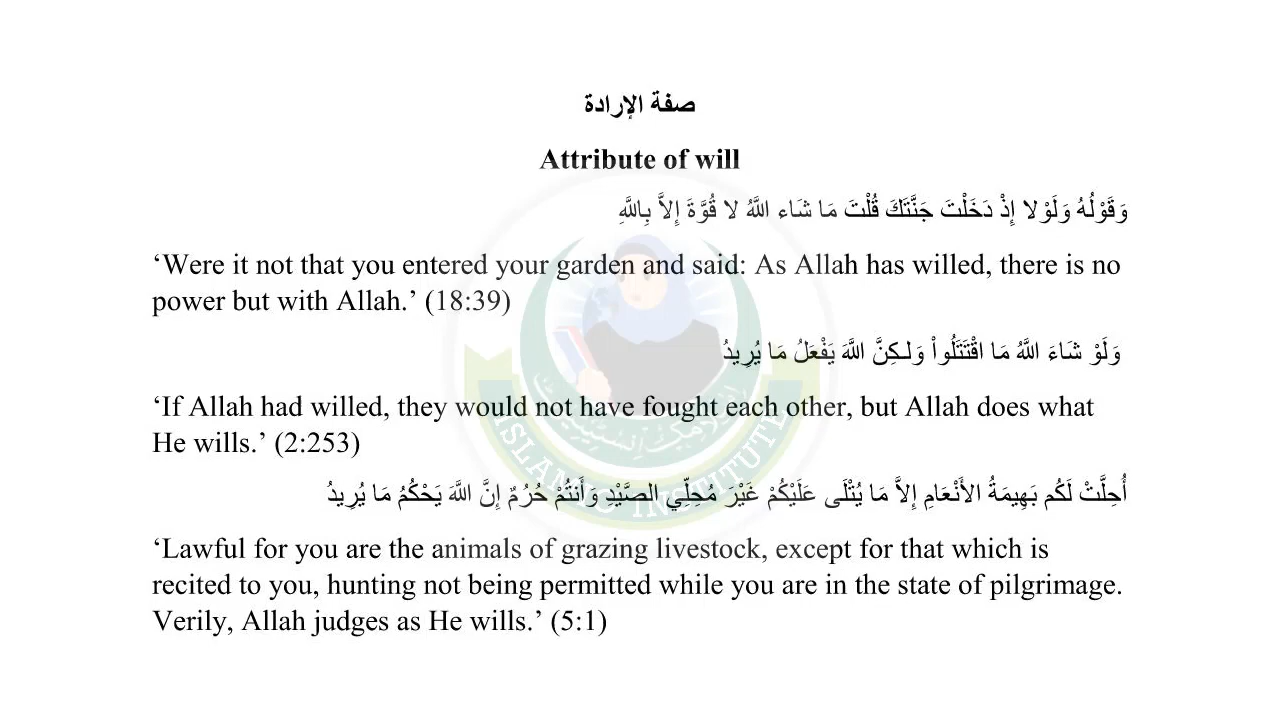 صفة الإرادة
Attribute of will
وَقَوْلُهُ وَلَوْلا إِذْ دَخَلْتَ جَنَّتَكَ قُلْتَ مَا شَاء اللَّهُ لا قُوَّةَ إِلاَّ بِاللَّهِ
‘Were it not that you entered your garden and said: As Allah has willed, there is no
power but with Allah.’ (18:39)
وَلَوْ شَاءَ اللَّهُ مَا اقْتَتَلُواْ وَلـكِنَّ اللَّهَ يَفْعَلُ مَا يُرِيدُ
‘If Allah had willed, they would not have fought each other, but Allah does what
He wills.’ (2:253)
أُحِلَّتْ لَكُم بَهِيمَةُ الأَنْعَامِ إِلاَّ مَا يُتْلَى عَلَيْكُمْ غَيْرَ مُحِلِّي الصَّيْدِ وَأَنتُمْ حُرُمٌ إِنَّ اللَّهَ يَحْكُمُ مَا يُرِيدُ
‘Lawful for you are the animals of grazing livestock, except for that which is
recited to you, hunting not being permitted while you are in the state of pilgrimage.
Verily, Allah judges as He wills.’ (5:1)
ISLAMIC INSTITUTE